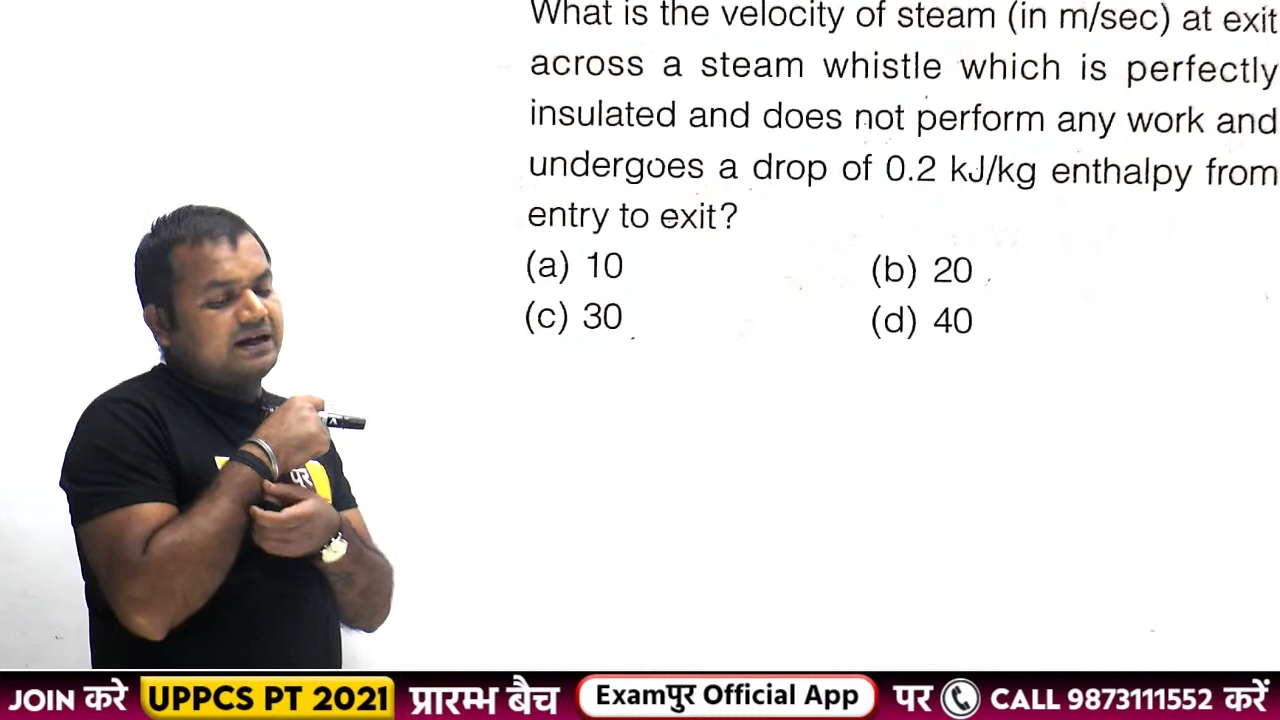 What is the velocity of steam (in m/sec) at exit
across a steam whistle which is perfectly
insulated and does not perform any work and
undergoes a drop of 0.2 kJ/kg enthalpy from
entry to exit?
(a) 10 (b) 20
(c) 30 (d) 40
पुर
JOIN करे UPPCS PT 2021 प्रारम्भ बैच Examपुर Official App पर CALL 9873111552 करें